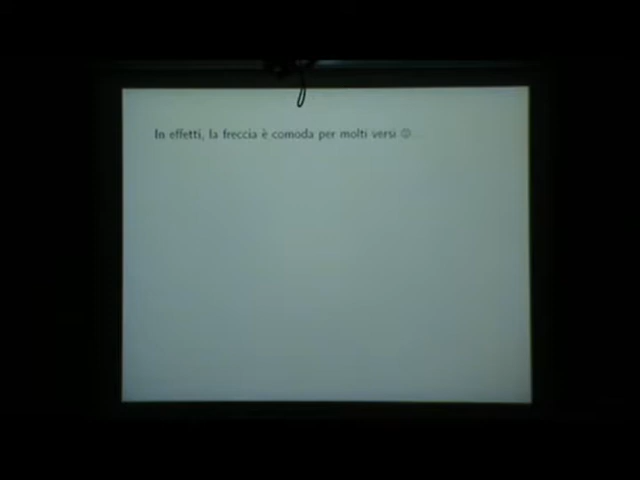 In effetti, la freccia è comoda per molti versi ☺...